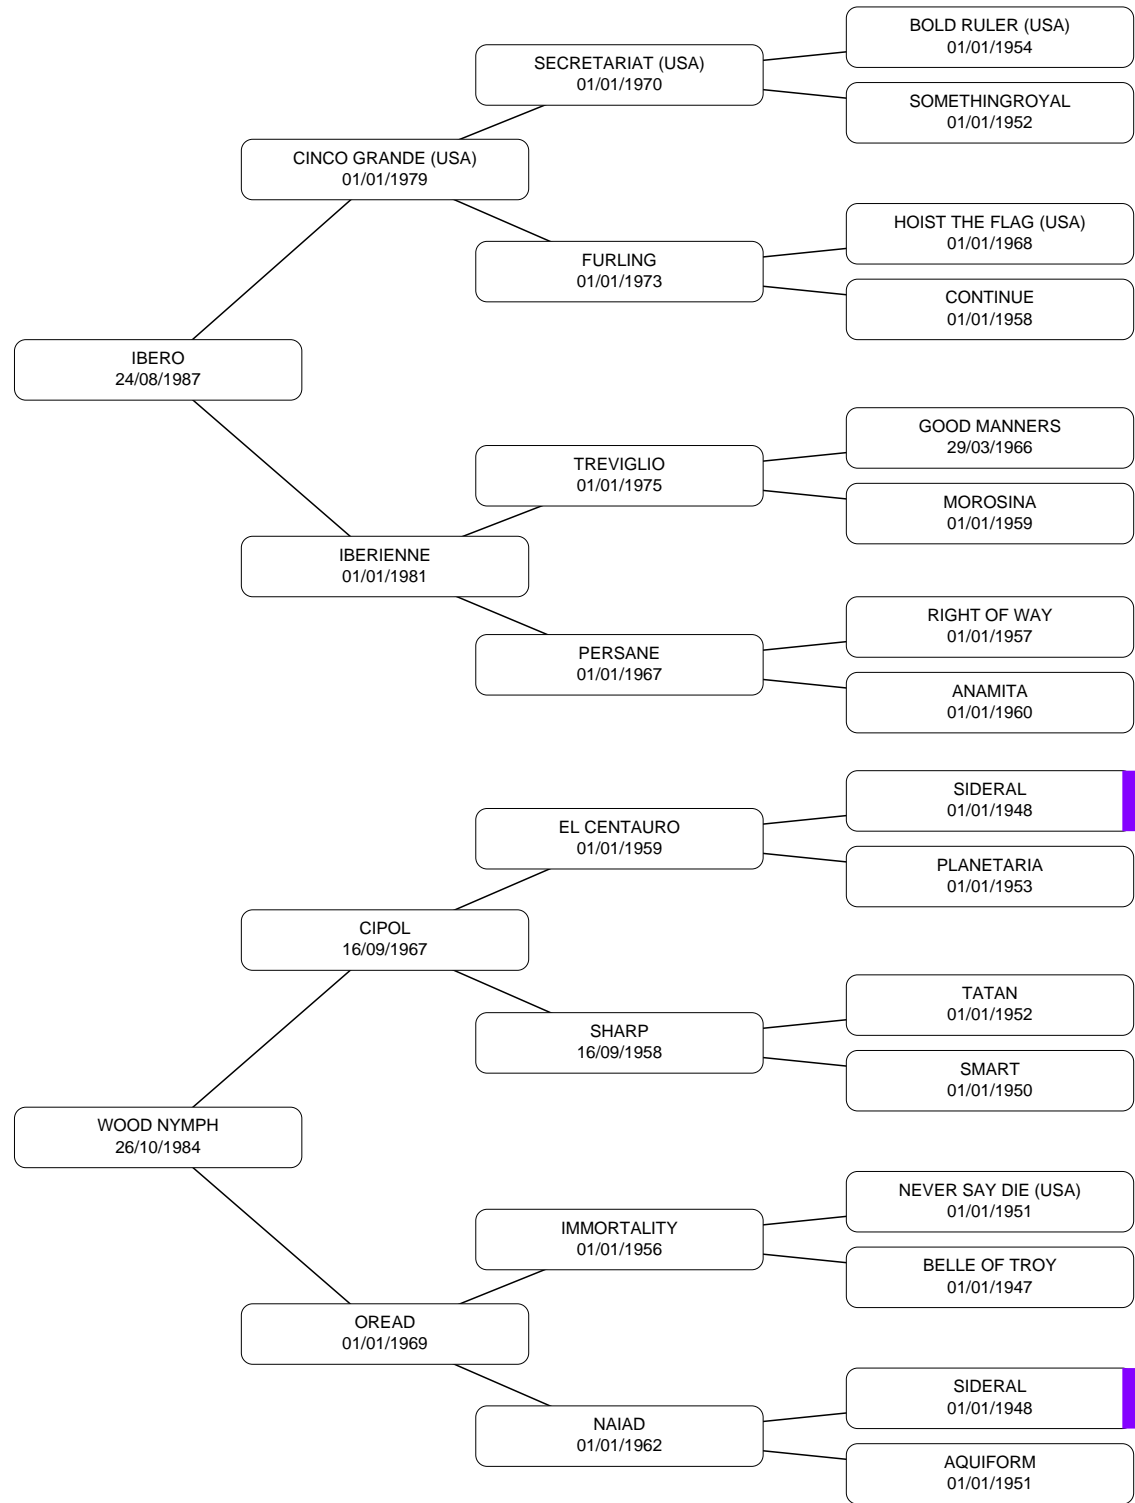 BOLD RULER (USA)
01/01/1954
SECRETARIAT (USA)
01/01/1970
SOMETHINGROYAL
01/01/1952
CINCO GRANDE (USA)
01/01/1979
HOIST THE FLAG (USA)
01/01/1968
FURLING
01/01/1973
CONTINUE
01/01/1958
IBERO
24/08/1987
GOOD MANNERS
29/03/1966
TREVIGLIO
01/01/1975
MOROSINA
01/01/1959
IBERIENNE
01/01/1981
RIGHT OF WAY
01/01/1957
PERSANE
01/01/1967
ANAMITA
01/01/1960
SIDERAL
01/01/1948
EL CENTAURO
01/01/1959
PLANETARIA
01/01/1953
CIPOL
16/09/1967
TATAN
01/01/1952
SHARP
16/09/1958
SMART
01/01/1950
WOOD NYMPH
26/10/1984
NEVER SAY DIE (USA)
01/01/1951
IMMORTALITY
01/01/1956
BELLE OF TROY
01/01/1947
OREAD
01/01/1969
SIDERAL
01/01/1948
NAIAD
01/01/1962
AQUIFORM
01/01/1951